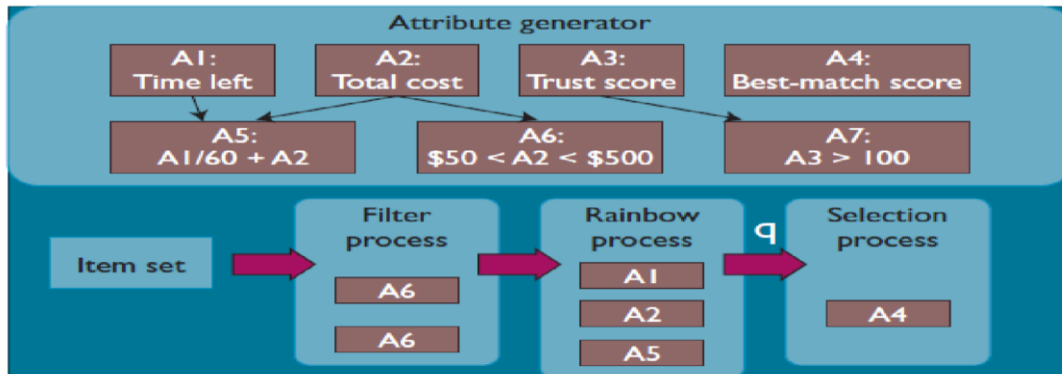 Attribute generator
A1:
Time left
A2:
Total cost
A3:
Trust score
A4:
Best-match score
A5:
A1/60 + A2
A6:
$50 < A2 < $500
A7:
A3 > 100
Item set
Filter
process
A6
A6
Rainbow
process
A1
A2
A5
q
Selection
process
A4